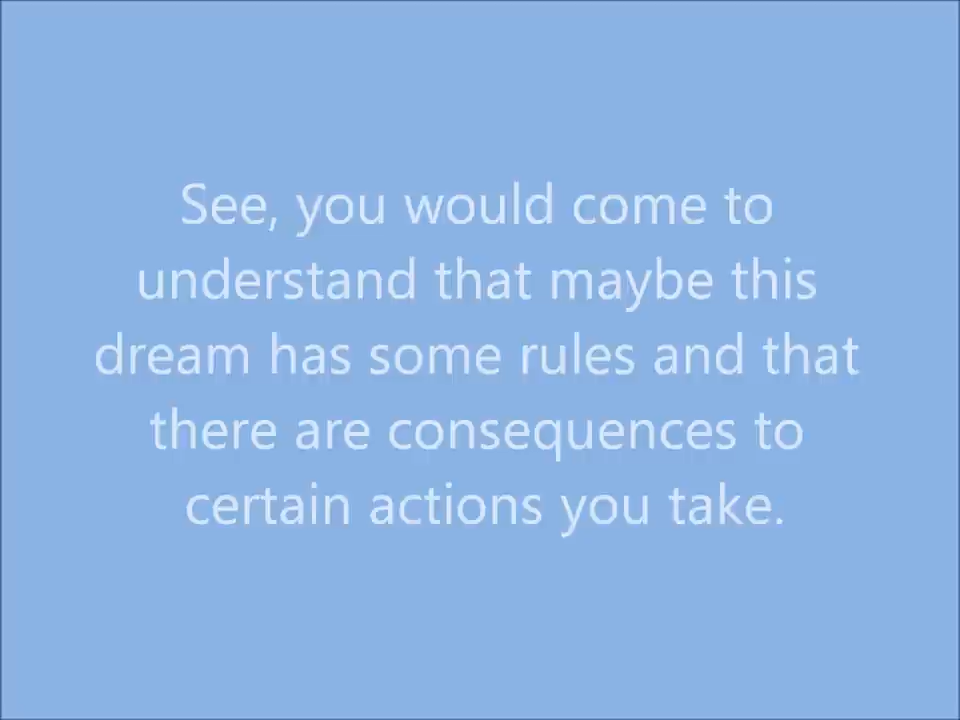 See, you would come to
understand that maybe this
dream has some rules and that
there are consequences to
certain actions you take.